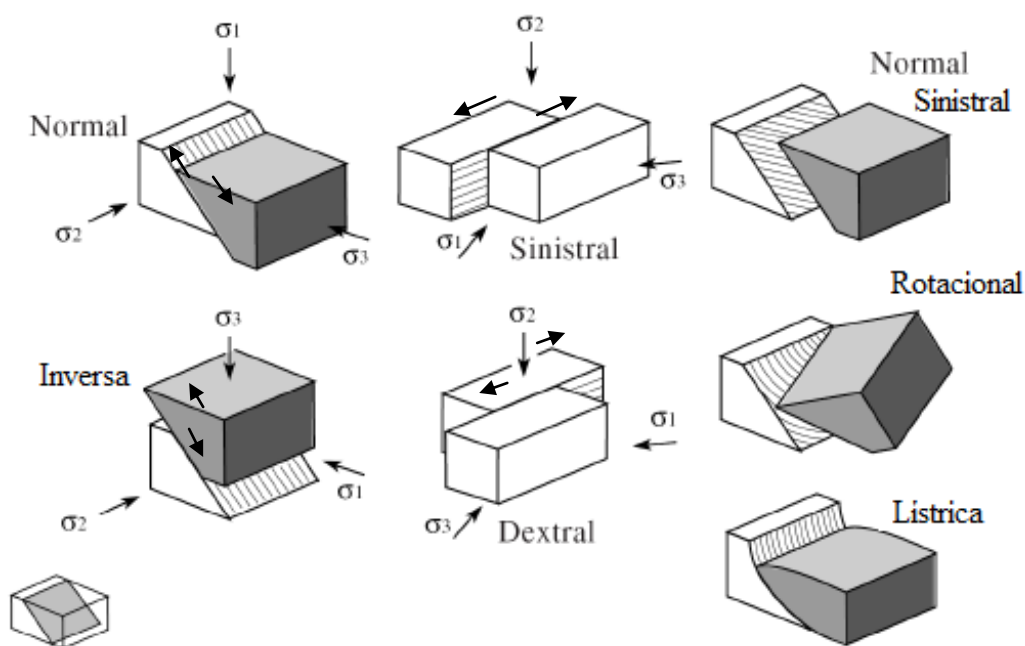 σ1
Normal
σ2
σ3
σ2
σ3
σ1
Sinistral
Normal
Sinistral
σ3
Inversa
σ1
σ2
σ2
σ1
σ3
Dextral
Rotacional
Lístrica